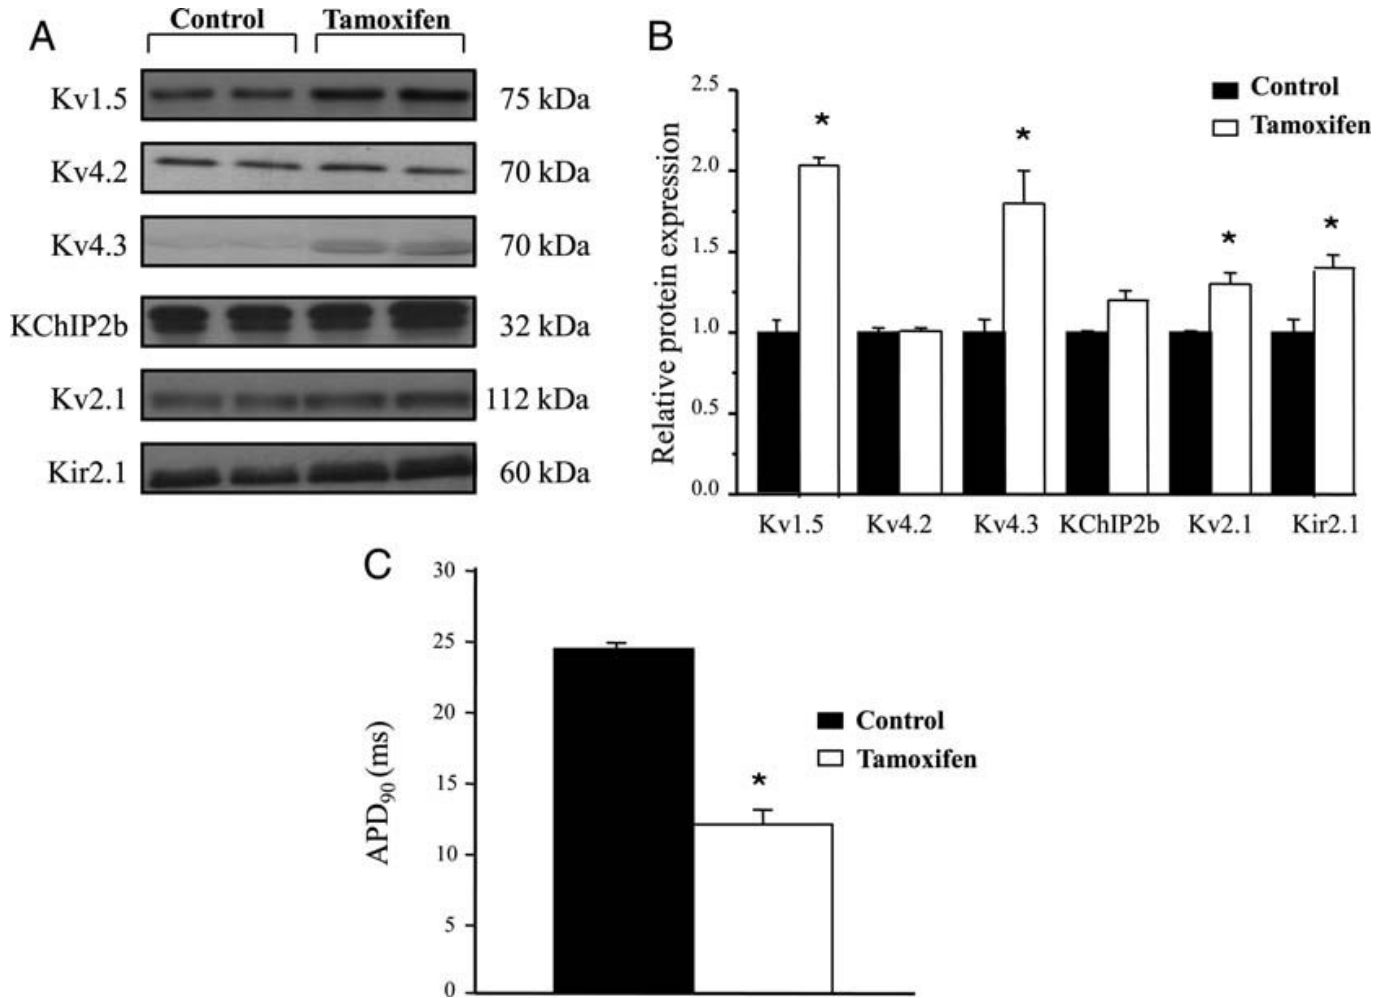 A
Control Tamoxifen
Kv1.5 75 kDa
Kv4.2 70 kDa
Kv4.3 70 kDa
KChIP2b 32 kDa
Kv2.1 112 kDa
Kir2.1 60 kDa
B
Relative protein expression
2.5
2.0
1.5
1.0
0.5
0.0
Control
Tamoxifen
*
*
*
*
Kv1.5 Kv4.2 Kv4.3 KChIP2b Kv2.1 Kir2.1
C
APD90 (ms)
30
25
20
15
10
5
0
*
Control
Tamoxifen